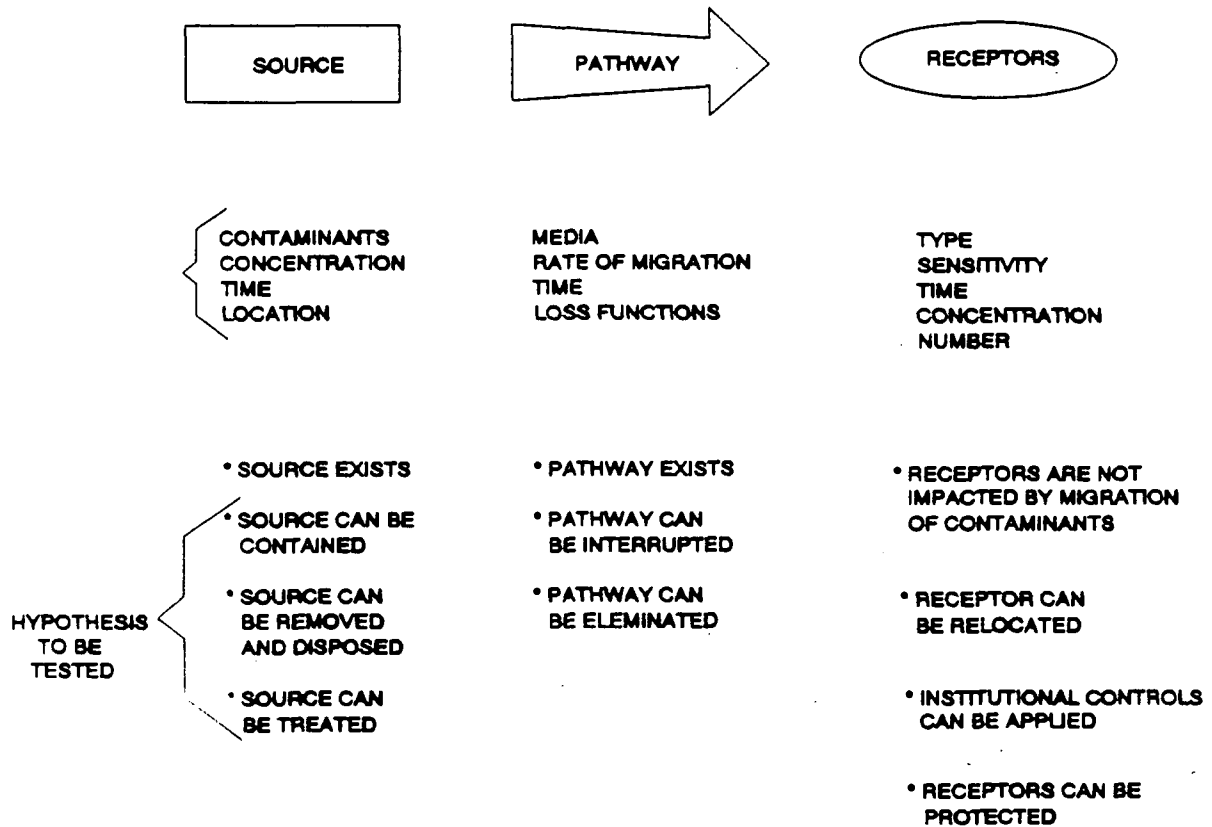 SOURCE
PATHWAY
RECEPTORS
CONTAMINANTS
CONCENTRATION
TIME
LOCATION
MEDIA
RATE OF MIGRATION
TIME
LOSS FUNCTIONS
TYPE
SENSITIVITY
TIME
CONCENTRATION
NUMBER
HYPOTHESIS
TO BE
TESTED
• SOURCE EXISTS
• SOURCE CAN BE
CONTAINED
• SOURCE CAN
BE REMOVED
AND DISPOSED
• SOURCE CAN
BE TREATED
• PATHWAY EXISTS
• PATHWAY CAN
BE INTERRUPTED
• PATHWAY CAN
BE ELEMINATED
• RECEPTORS ARE NOT
IMPACTED BY MIGRATION
OF CONTAMINANTS
• RECEPTOR CAN
BE RELOCATED
• INSTITUTIONAL CONTROLS
CAN BE APPLIED
• RECEPTORS CAN BE
PROTECTED